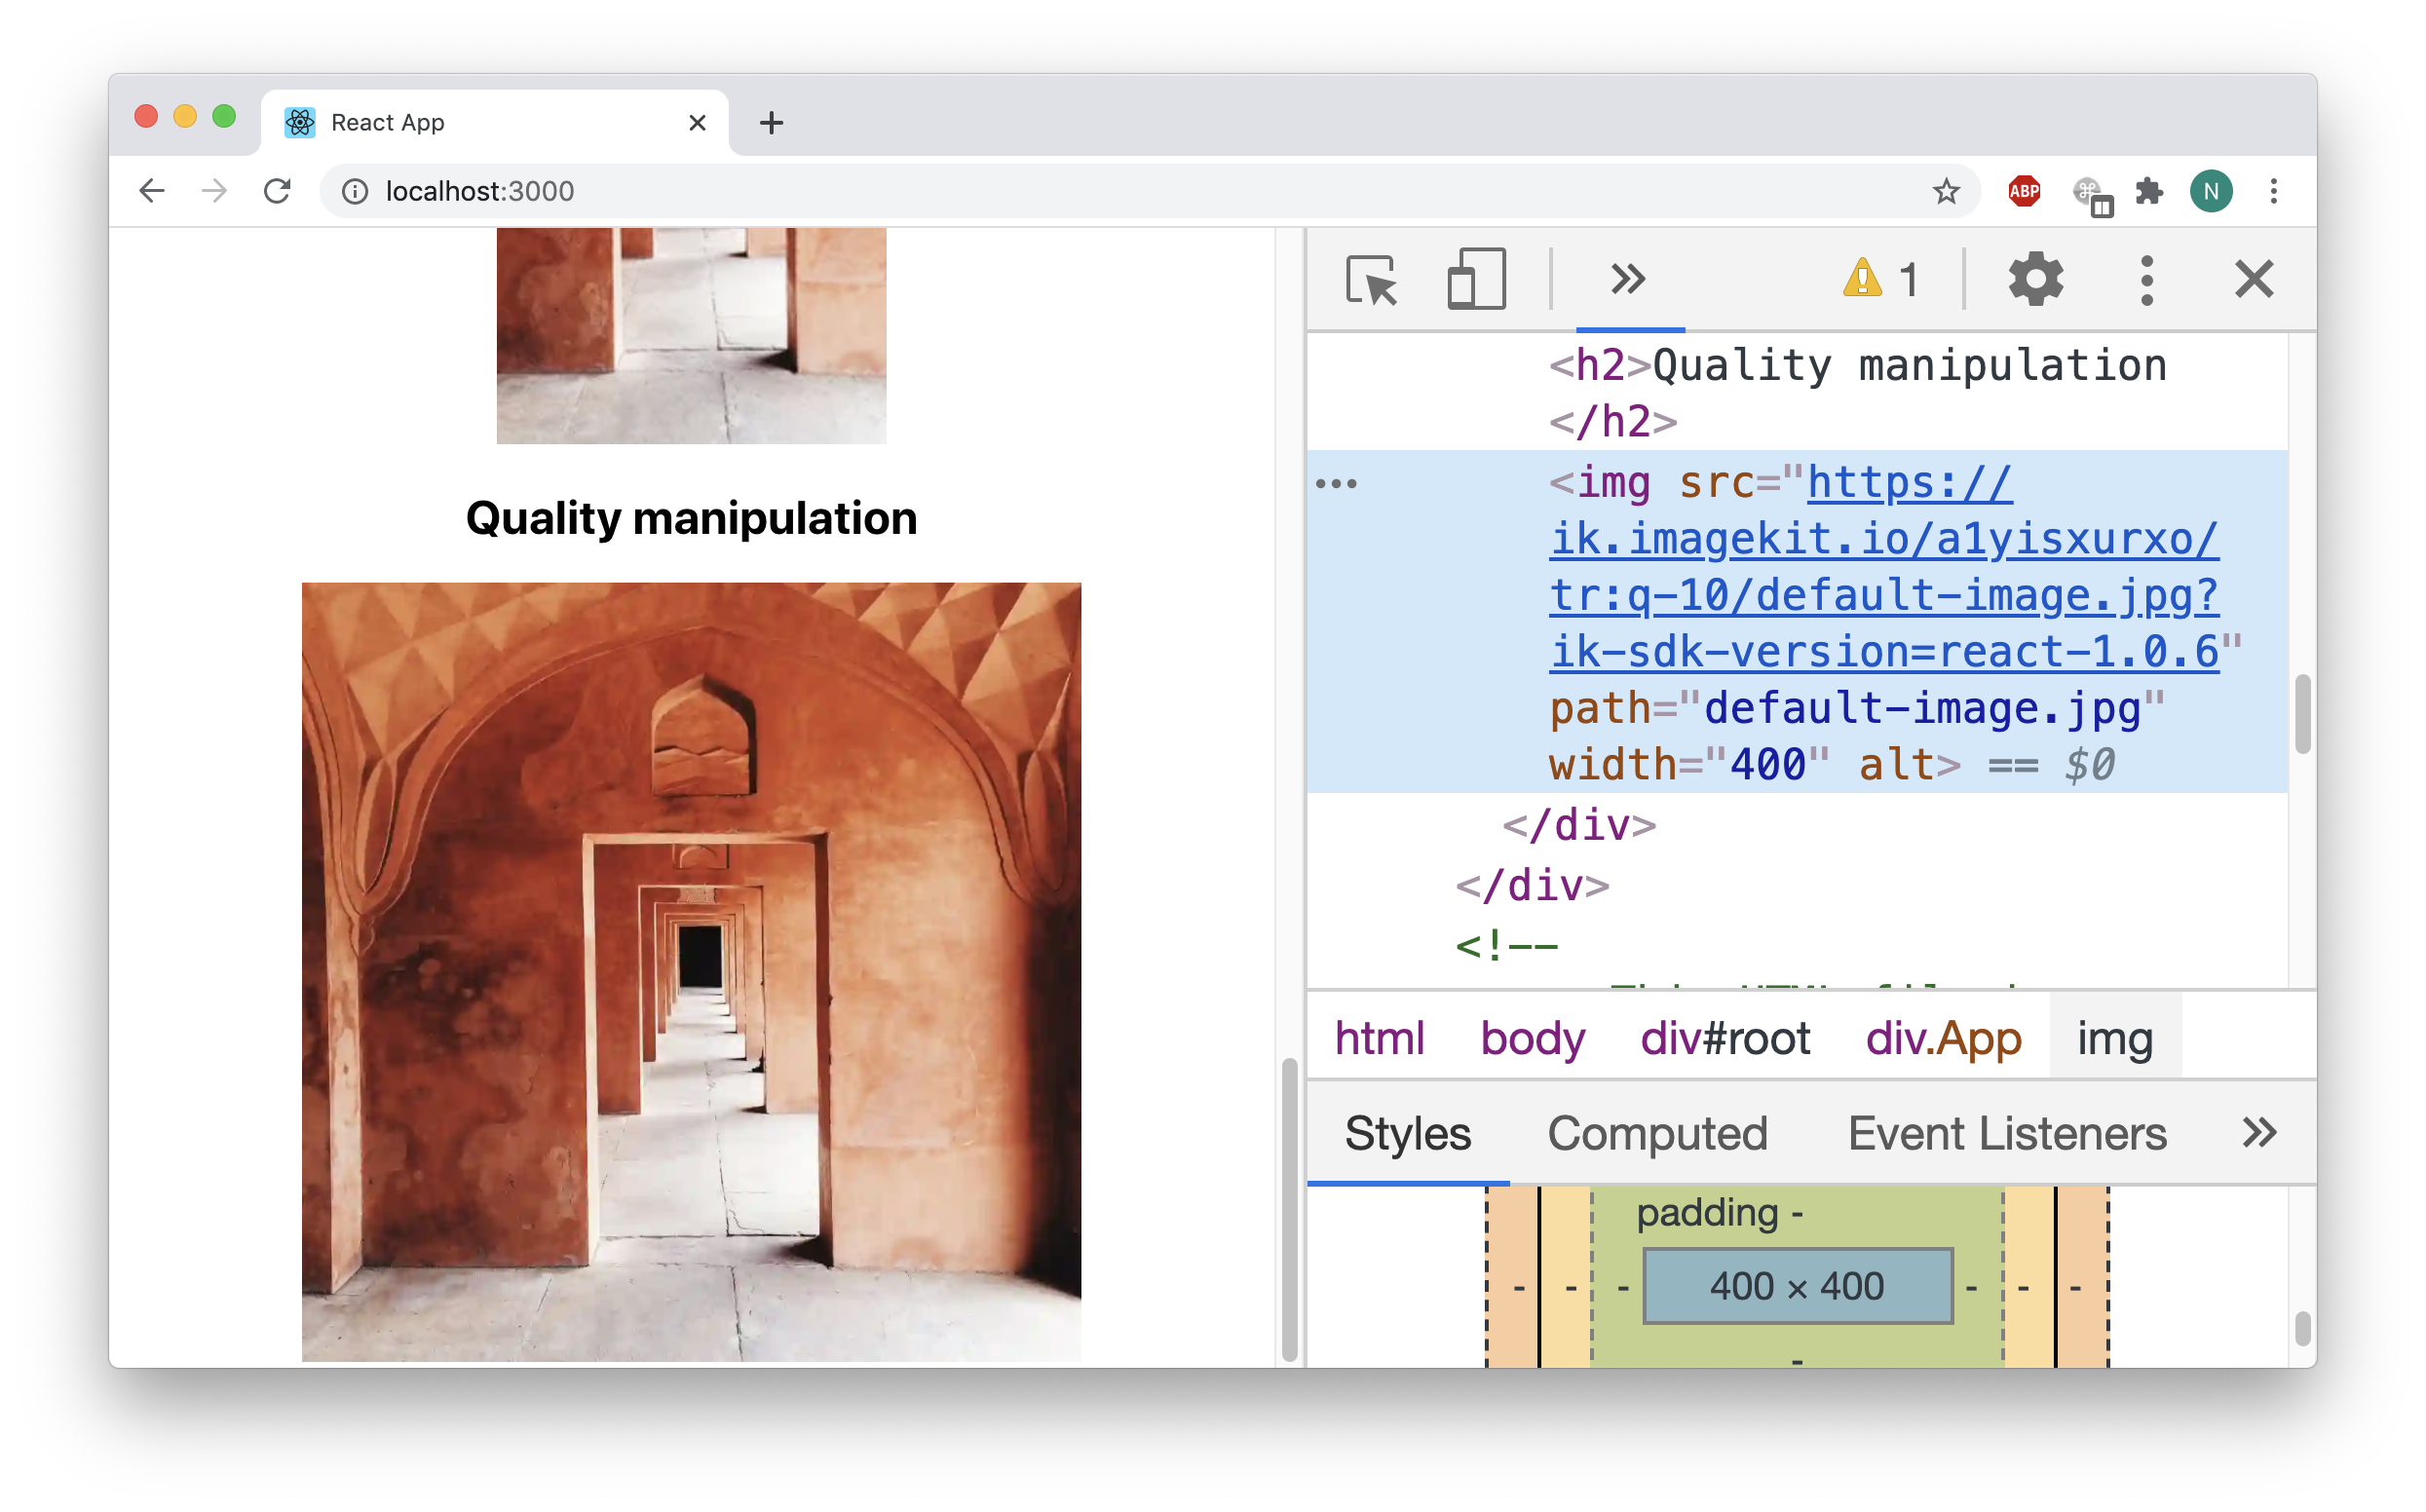 React App
localhost:3000
ABP
N
Quality manipulation
1
<h2>Quality manipulation
</h2>
<img src="https://
ik.imagekit.io/a1yisxurxo/
tr:q-10/default-image.jpg?
ik-sdk-version=react-1.0.6"
path="default-image.jpg"
width="400" alt> == $0
</div>
</div>
<!--
html body div#root div.App img
Styles Computed Event Listeners
padding -
- - - 400 × 400 - - -
-